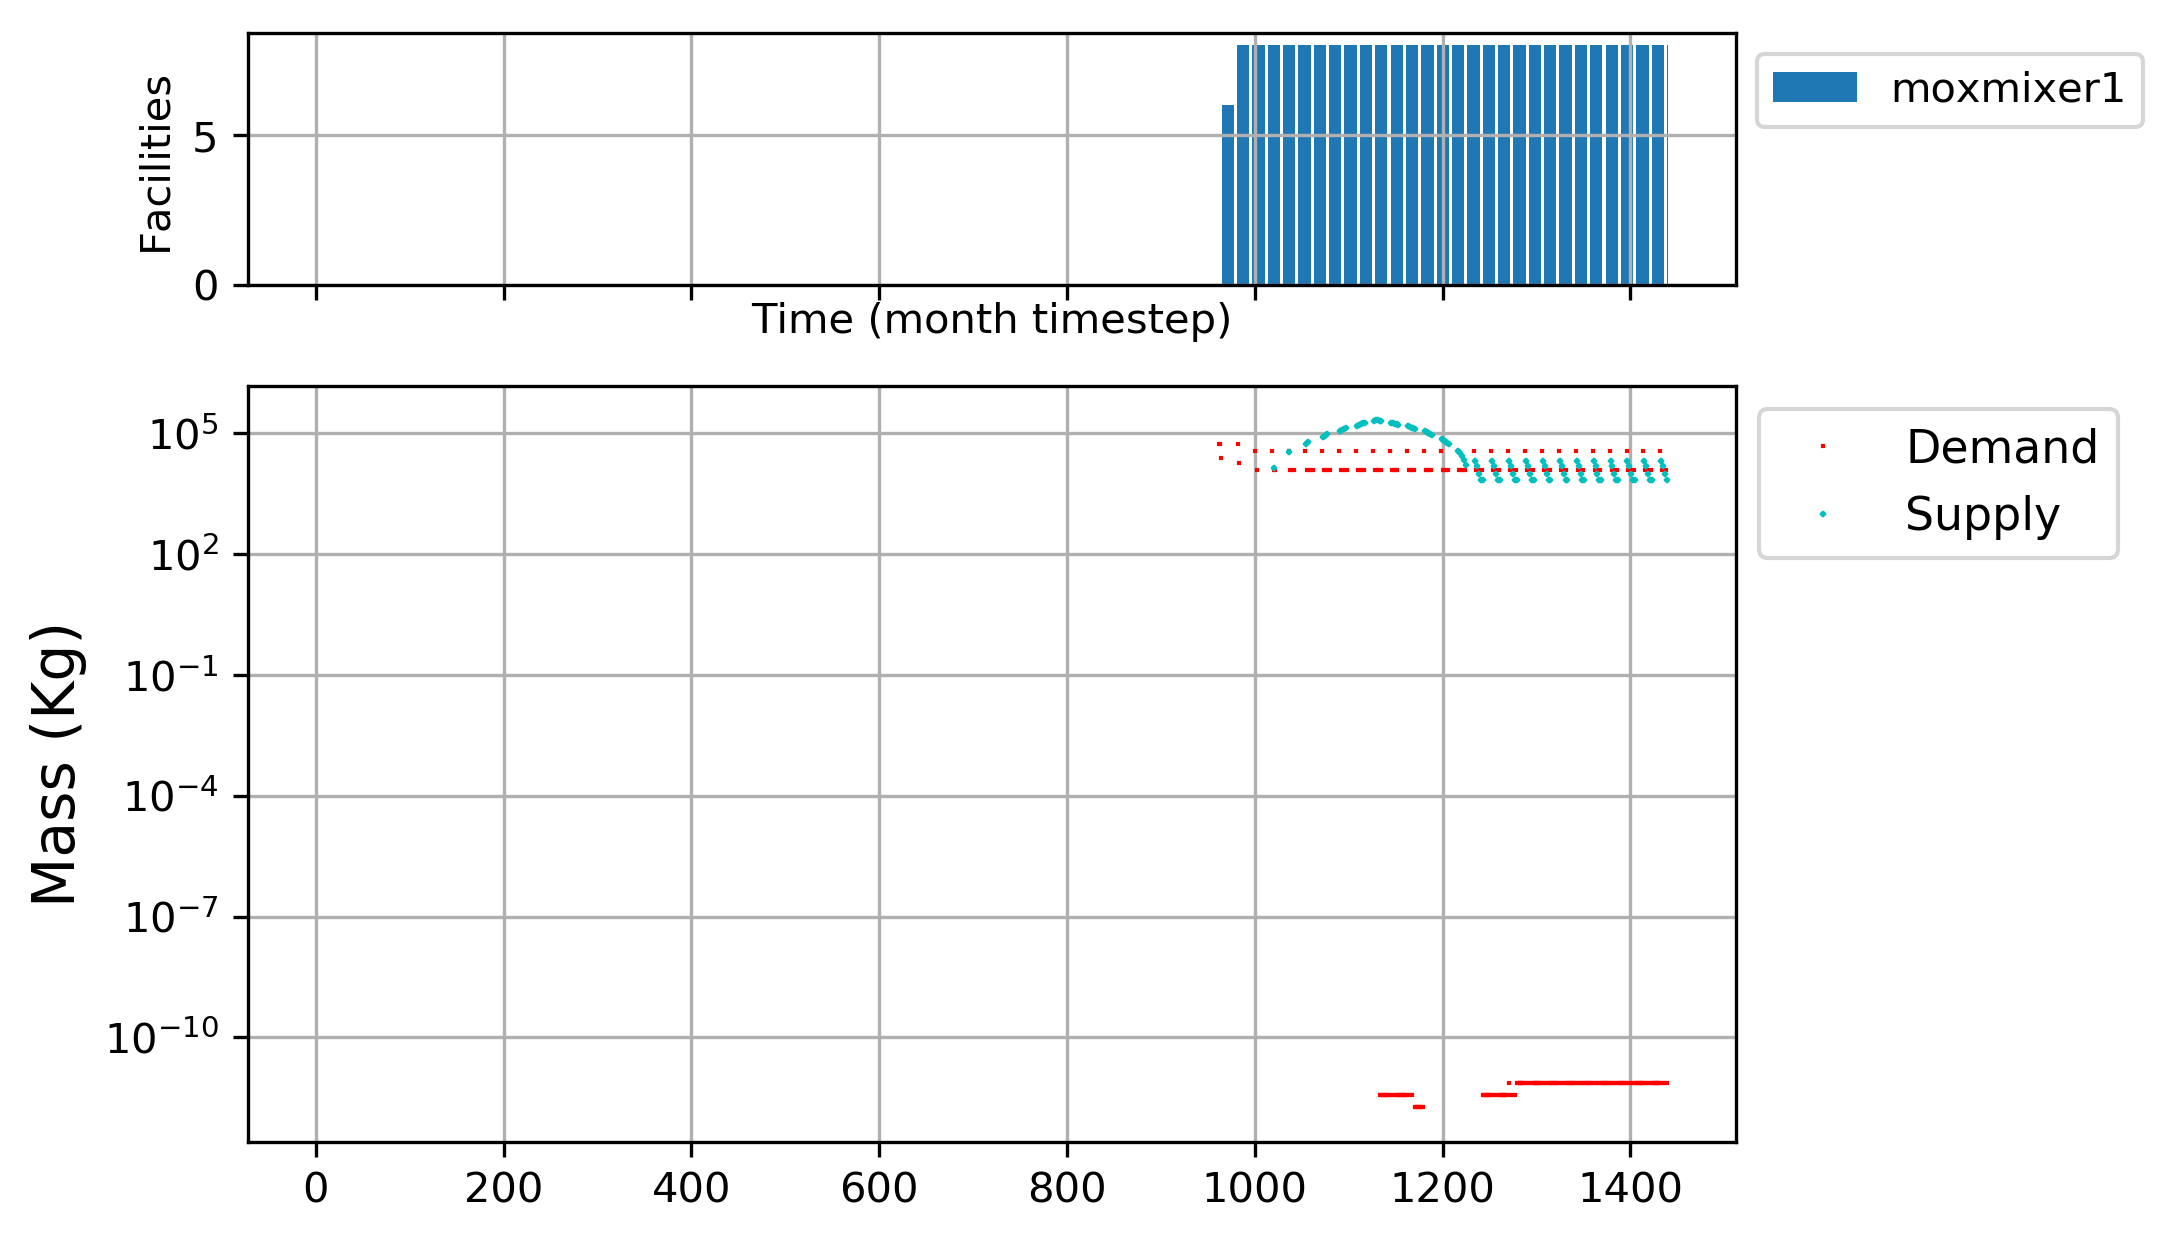 Facilities
5
0
moxmixer1
Time (month timestep)
Mass (Kg)
10^5
10^2
10^-1
10^-4
10^-7
10^-10
Demand
Supply
0 200 400 600 800 1000 1200 1400